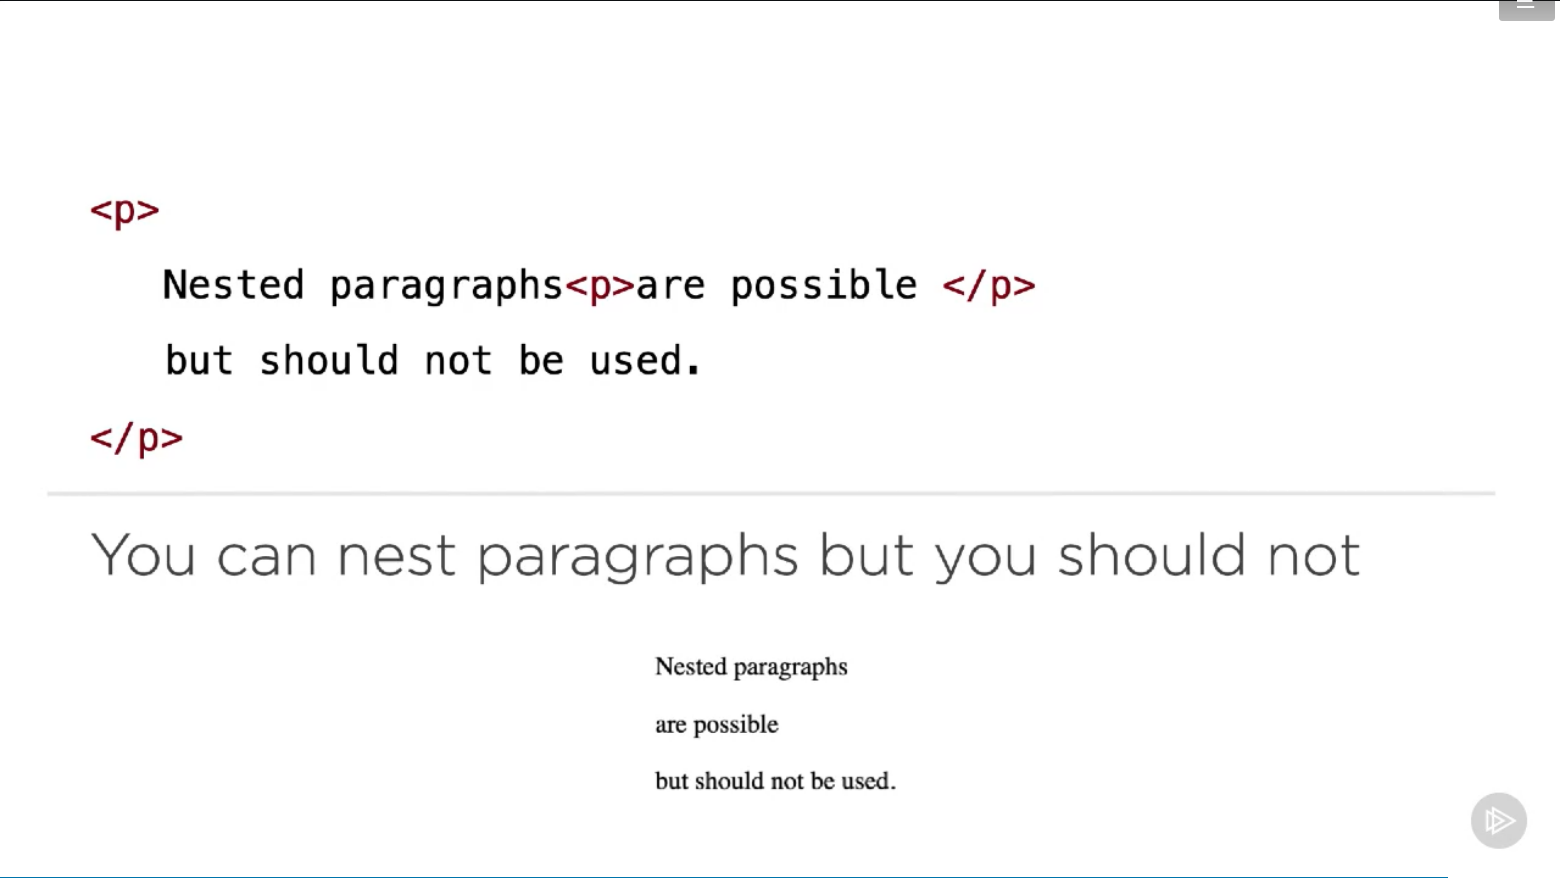 <p>
Nested paragraphs<p>are possible </p>
but should not be used.
</p>
You can nest paragraphs but you should not
Nested paragraphs
are possible
but should not be used.